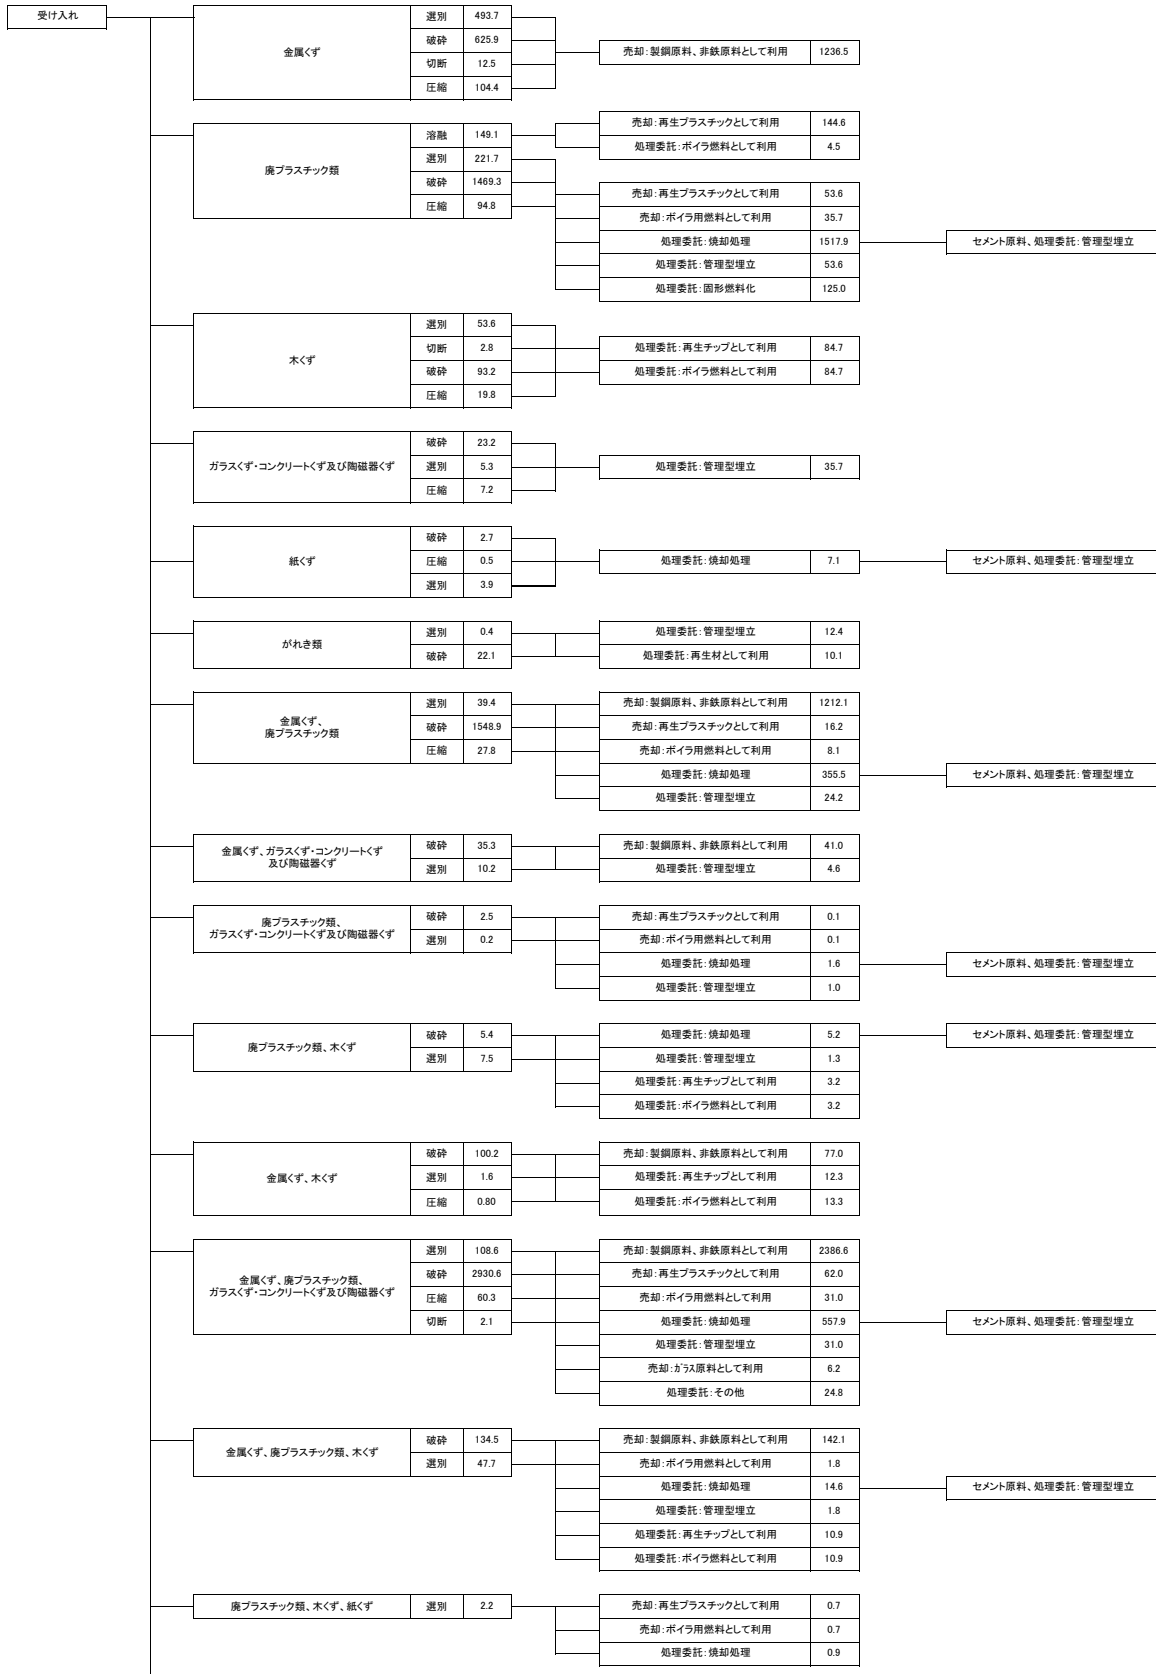 受け入れ
金属くず
選別 493.7
破砕 625.9
切断 12.5
圧縮 104.4
売却：製鋼原料、非鉄原料として利用 1236.5
廃プラスチック類
溶融 149.1
選別 221.7
破砕 1469.3
圧縮 94.8
売却：再生プラスチックとして利用 144.6
処理委託：ボイラ燃料として利用 4.5
売却：再生プラスチックとして利用 53.6
売却：ボイラ用燃料として利用 35.7
処理委託：焼却処理 1517.9
セメント原料、処理委託：管理型埋立
処理委託：管理型埋立 53.6
処理委託：固形燃料化 125.0
木くず
選別 53.6
切断 2.8
破砕 93.2
圧縮 19.8
処理委託：再生チップとして利用 84.7
処理委託：ボイラ燃料として利用 84.7
ガラスくず・コンクリートくず及び陶磁器くず
破砕 23.2
選別 5.3
圧縮 7.2
処理委託：管理型埋立 35.7
紙くず
破砕 2.7
圧縮 0.5
選別 3.9
処理委託：焼却処理 7.1
セメント原料、処理委託：管理型埋立
がれき類
選別 0.4
破砕 22.1
処理委託：管理型埋立 12.4
処理委託：再生材として利用 10.1
金属くず、
廃プラスチック類
選別 39.4
破砕 1548.9
圧縮 27.8
売却：製鋼原料、非鉄原料として利用 1212.1
売却：再生プラスチックとして利用 16.2
売却：ボイラ用燃料として利用 8.1
処理委託：焼却処理 355.5
セメント原料、処理委託：管理型埋立
処理委託：管理型埋立 24.2
金属くず、ガラスくず・コンクリートくず
及び陶磁器くず
破砕 35.3
選別 10.2
売却：製鋼原料、非鉄原料として利用 41.0
処理委託：管理型埋立 4.6
廃プラスチック類、
ガラスくず・コンクリートくず及び陶磁器くず
破砕 2.5
選別 0.2
売却：再生プラスチックとして利用 0.1
売却：ボイラ用燃料として利用 0.1
処理委託：焼却処理 1.6
セメント原料、処理委託：管理型埋立
処理委託：管理型埋立 1.0
廃プラスチック類、木くず
破砕 5.4
選別 7.5
処理委託：焼却処理 5.2
セメント原料、処理委託：管理型埋立
処理委託：管理型埋立 1.3
処理委託：再生チップとして利用 3.2
処理委託：ボイラ燃料として利用 3.2
金属くず、木くず
破砕 100.2
選別 1.6
圧縮 0.80
売却：製鋼原料、非鉄原料として利用 77.0
処理委託：再生チップとして利用 12.3
処理委託：ボイラ燃料として利用 13.3
金属くず、廃プラスチック類、
ガラスくず・コンクリートくず及び陶磁器くず
選別 108.6
破砕 2930.6
圧縮 60.3
切断 2.1
売却：製鋼原料、非鉄原料として利用 2386.6
売却：再生プラスチックとして利用 62.0
売却：ボイラ用燃料として利用 31.0
処理委託：焼却処理 557.9
セメント原料、処理委託：管理型埋立
処理委託：管理型埋立 31.0
売却：ｶﾞﾗｽ原料として利用 6.2
処理委託：その他 24.8
金属くず、廃プラスチック類、木くず
破砕 134.5
選別 47.7
売却：製鋼原料、非鉄原料として利用 142.1
売却：ボイラ用燃料として利用 1.8
処理委託：焼却処理 14.6
セメント原料、処理委託：管理型埋立
処理委託：管理型埋立 1.8
処理委託：再生チップとして利用 10.9
処理委託：ボイラ燃料として利用 10.9
廃プラスチック類、木くず、紙くず
選別 2.2
売却：再生プラスチックとして利用 0.7
売却：ボイラ用燃料として利用 0.7
処理委託：焼却処理 0.9